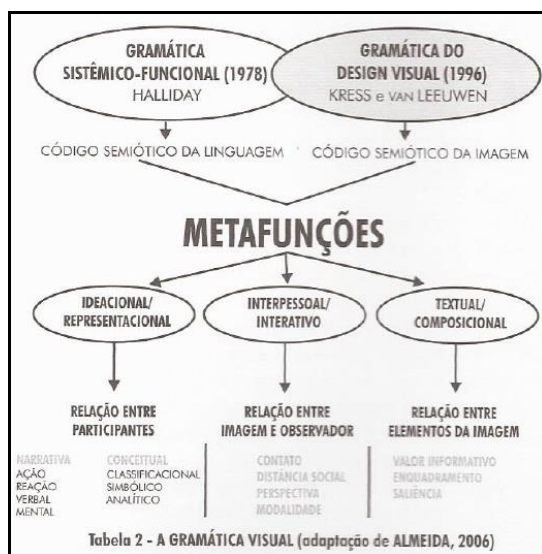 GRAMÁTICA
SISTÊMICO-FUNCIONAL (1978)
HALLIDAY
GRAMÁTICA DO
DESIGN VISUAL (1996)
KRESS e VAN LEEUWEN
CÓDIGO SEMIÓTICO DA LINGUAGEM
CÓDIGO SEMIÓTICO DA IMAGEM
METAFUNÇÕES
IDEACIONAL/
REPRESENTACIONAL
INTERPESSOAL/
INTERATIVO
TEXTUAL/
COMPOSICIONAL
RELAÇÃO ENTRE
PARTICIPANTES
NARRATIVA
AÇÃO
REAÇÃO
VERBAL
MENTAL
CONCEITUAL
CLASSIFICACIONAL
SIMBÓLICO
ANALÍTICO
RELAÇÃO ENTRE
IMAGEM E OBSERVADOR
CONTATO
DISTÂNCIA SOCIAL
PERSPECTIVA
MODALIDADE
RELAÇÃO ENTRE
ELEMENTOS DA IMAGEM
VALOR INFORMATIVO
ENQUADRAMENTO
SALIÊNCIA
Tabela 2 - A GRAMÁTICA VISUAL (adaptação de ALMEIDA, 2006)